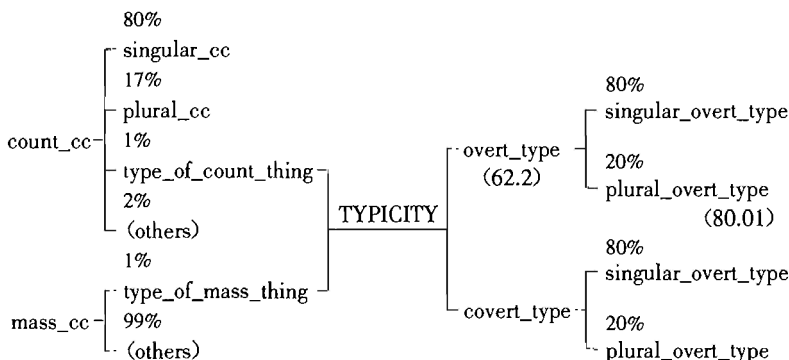 80%
singular_cc
17%
plural_cc
count_cc
1%
type_of_count_thing
2%
(others)
1%
type_of_mass_thing
mass_cc
99%
(others)
TYPICITY
overt_type
(62.2)
80%
singular_overt_type
20%
plural_overt_type
(80.01)
covert_type
80%
singular_overt_type
20%
plural_overt_type